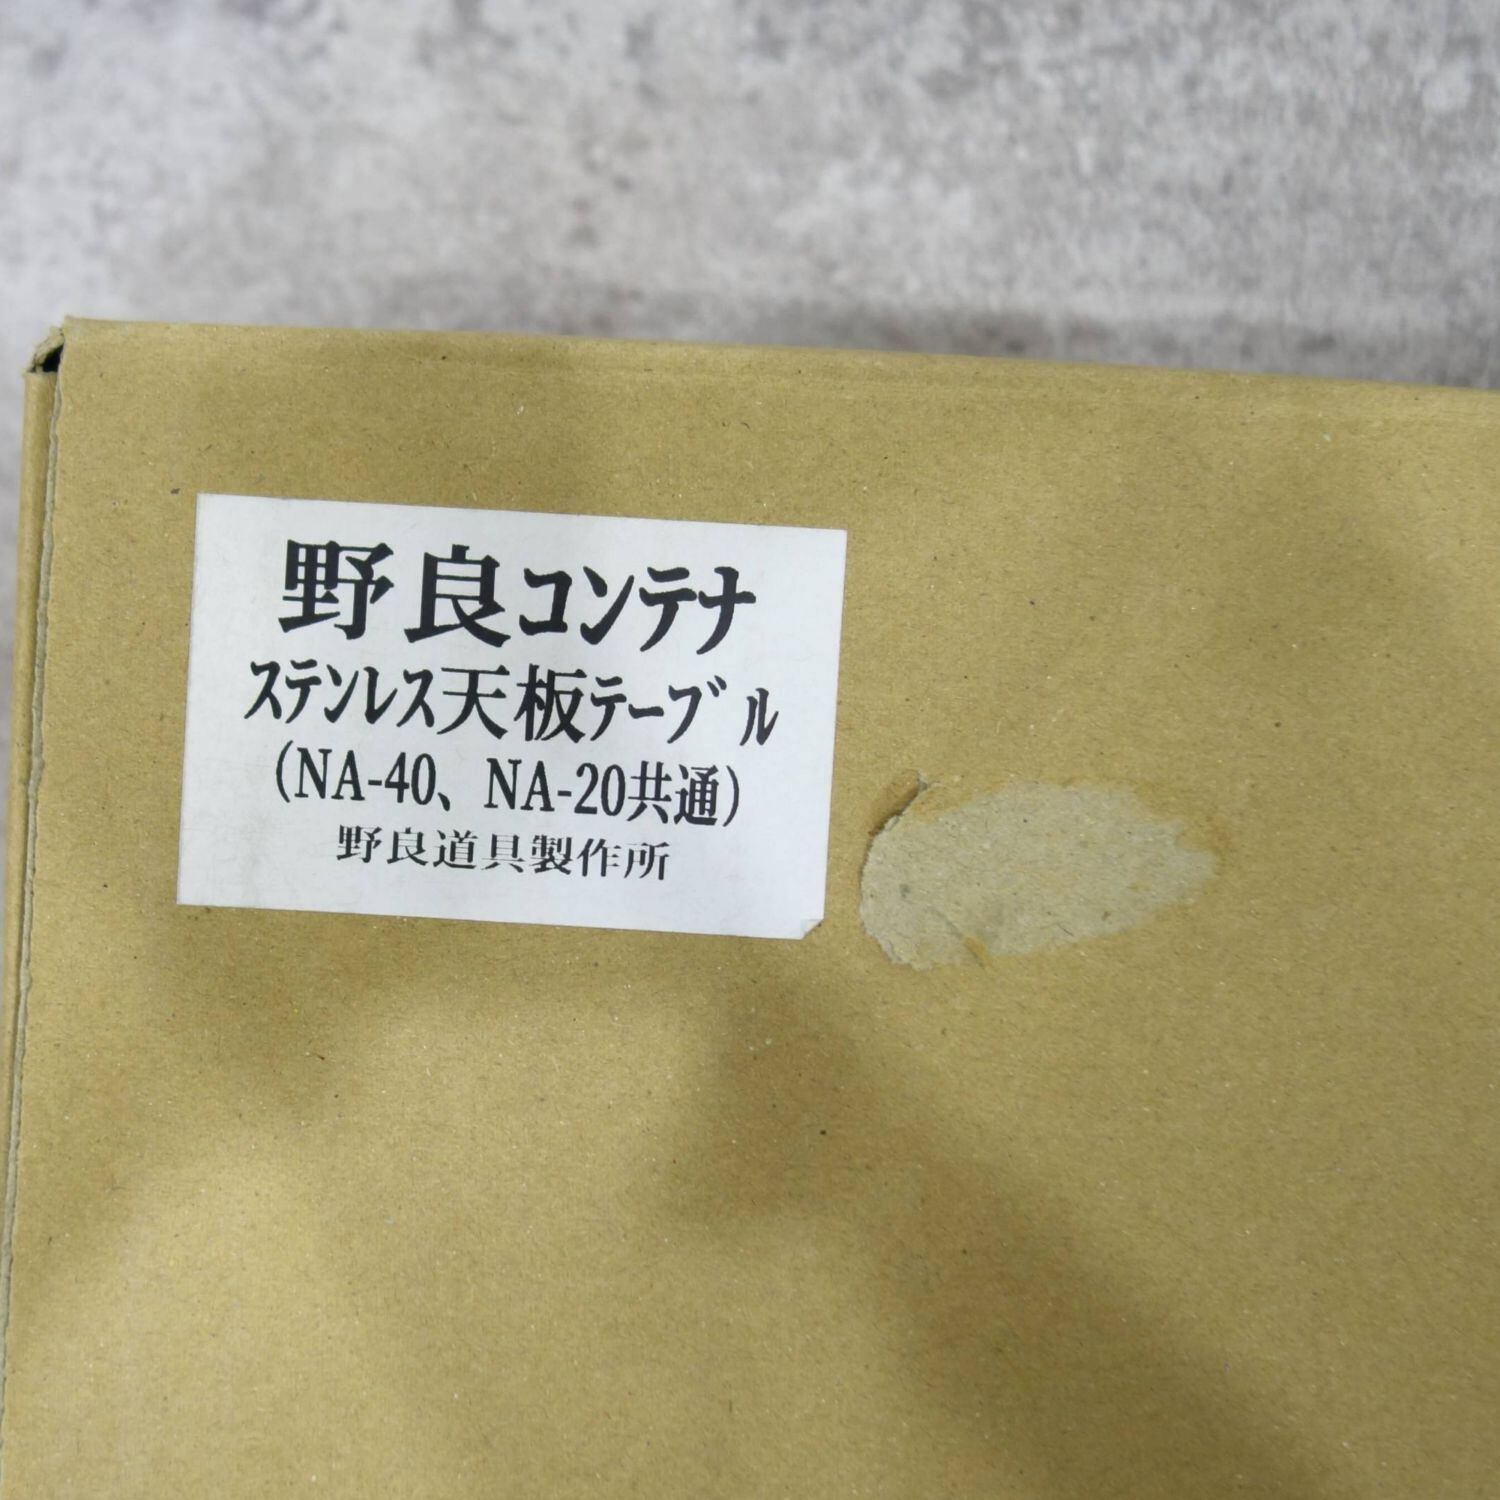 野良コンテナ
ステンレス天板テーブル
(NA-40、NA-20共通)
野良道具製作所